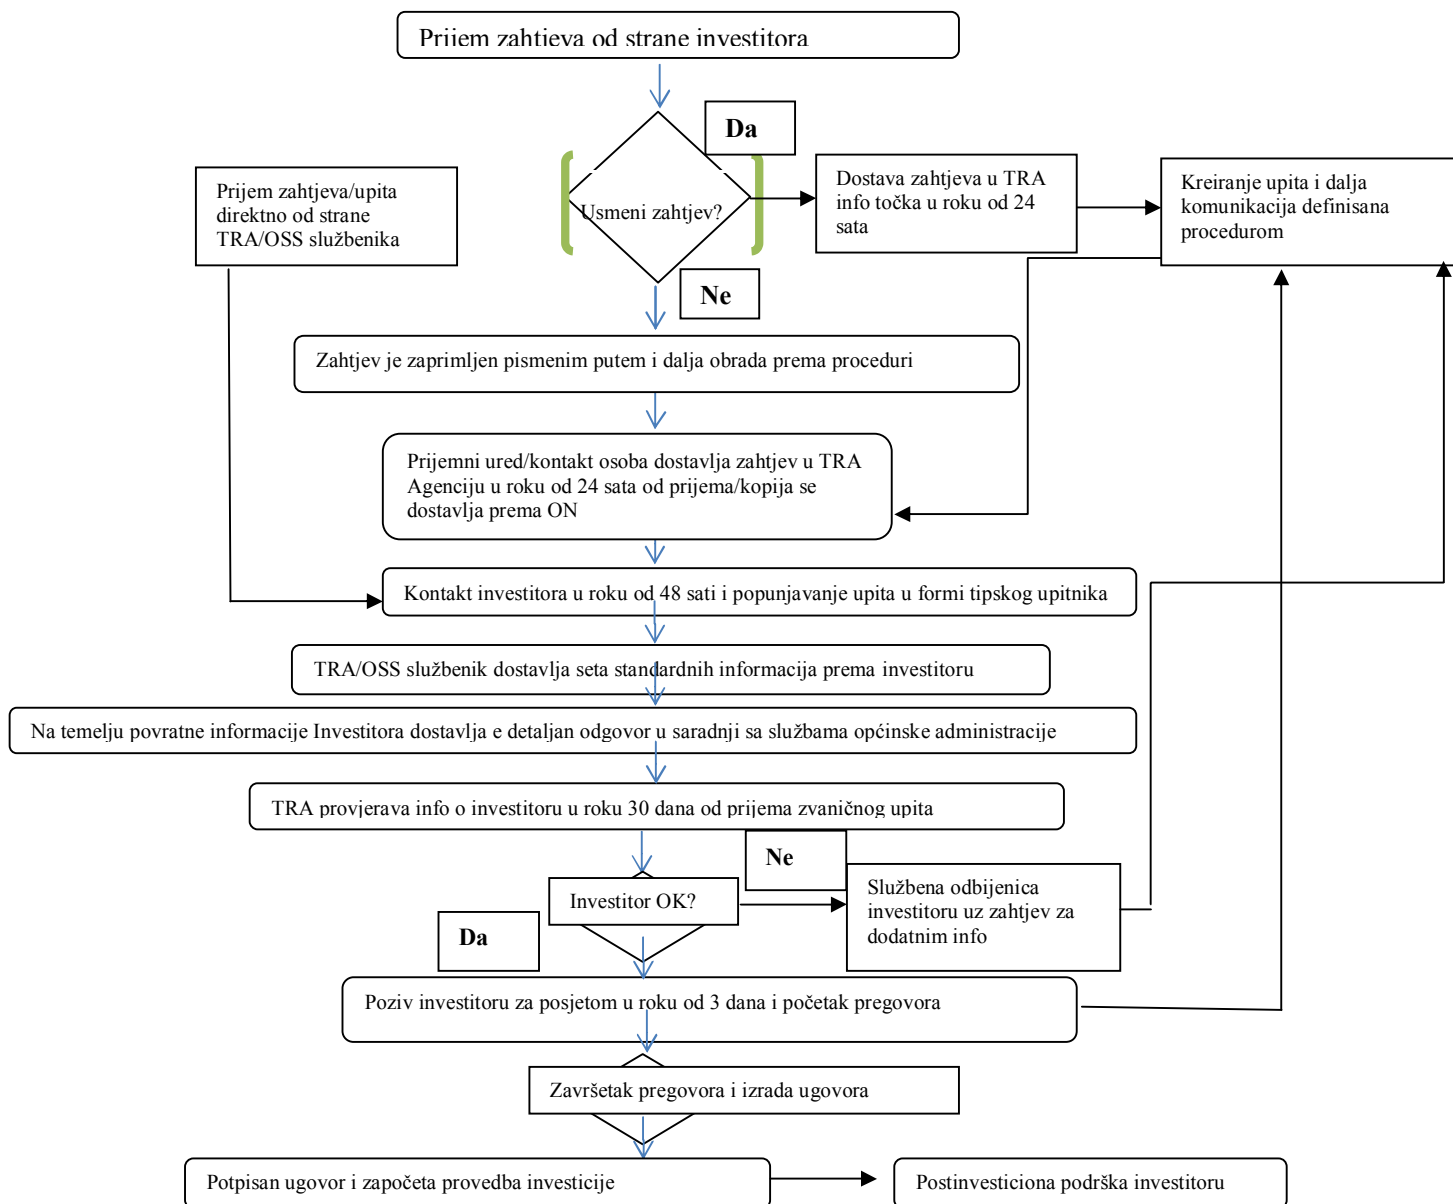 Prijem zahtjeva od strane investitora
Da
Prijem zahtjeva/upita
direktno od strane
TRA/OSS službenika
Usmeni zahtjev?
Dostava zahtjeva u TRA
info točka u roku od 24
sata
Kreiranje upita i dalja
komunikacija definisana
procedurom
Ne
Zahtjev je zaprimljen pismenim putem i dalja obrada prema proceduri
Prijemni ured/kontakt osoba dostavlja zahtjev u TRA
Agenciju u roku od 24 sata od prijema/kopija se
dostavlja prema ON
Kontakt investitora u roku od 48 sati i popunjavanje upita u formi tipskog upitnika
TRA/OSS službenik dostavlja seta standardnih informacija prema investitoru
Na temelju povratne informacije Investitora dostavlja e detaljan odgovor u saradnji sa službama općinske administracije
TRA provjerava info o investitoru u roku 30 dana od prijema zvaničnog upita
Ne
Investitor OK?
Službena odbijenica
investitoru uz zahtjev za
dodatnim info
Da
Poziv investitoru za posjetom u roku od 3 dana i početak pregovora
Završetak pregovora i izrada ugovora
Potpisan ugovor i započeta provedba investicije
Postinvesticiona podrška investitoru